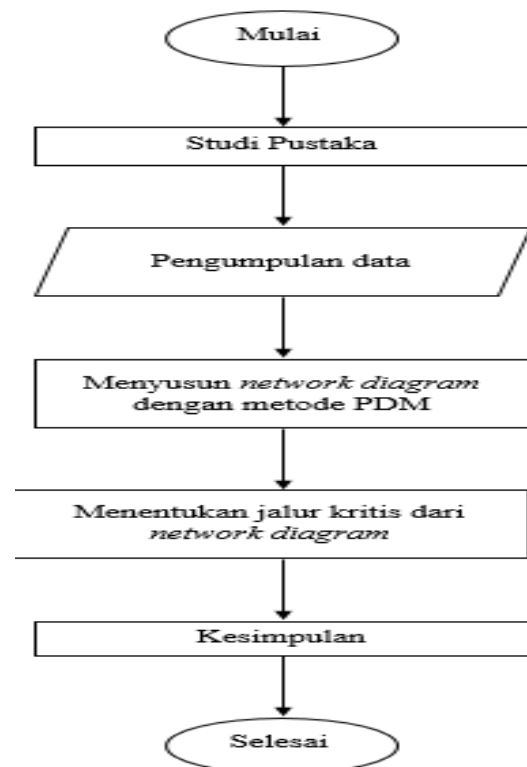 Mulai
Studi Pustaka
Pengumpulan data
Menyusun network diagram
dengan metode PDM
Menentukan jalur kritis dari
network diagram
Kesimpulan
Selesai